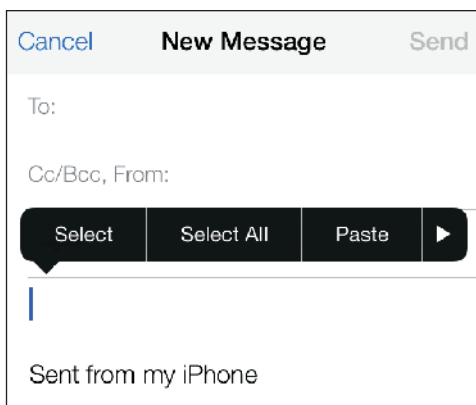 Cancel New Message Send
To:
Cc/Bcc, From:
Select Select All Paste
Sent from my iPhone